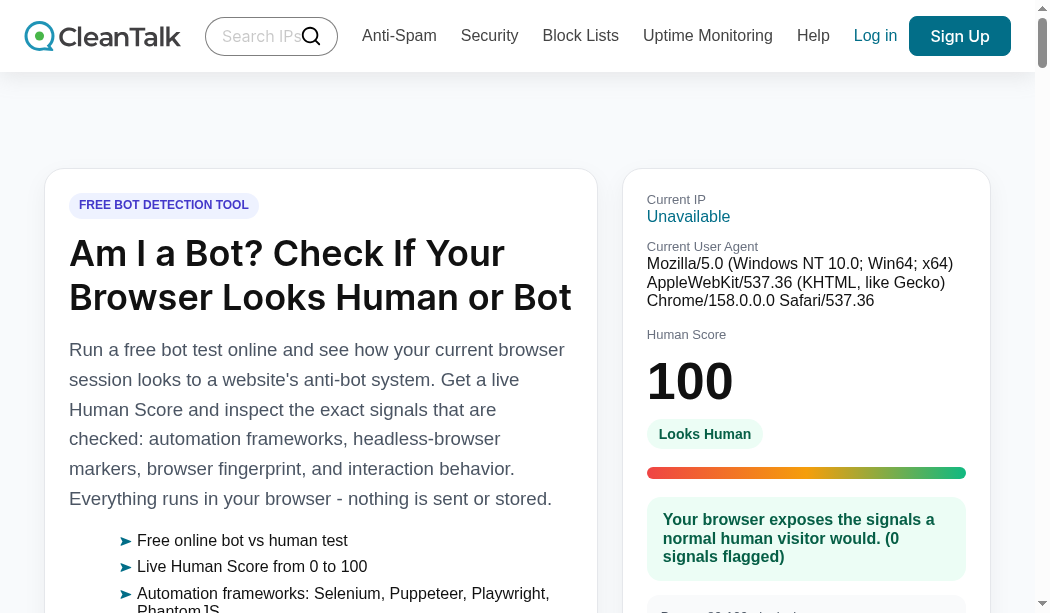 CleanTalk
Search IPs
Anti-Spam
Security
Block Lists
Uptime Monitoring
Help
Log in
Sign Up
FREE BOT DETECTION TOOL
Am I a Bot? Check If Your
Browser Looks Human or Bot
Run a free bot test online and see how your current browser
session looks to a website's anti-bot system. Get a live
Human Score and inspect the exact signals that are
checked: automation frameworks, headless-browser
markers, browser fingerprint, and interaction behavior.
Everything runs in your browser - nothing is sent or stored.
Free online bot vs human test
Live Human Score from 0 to 100
Automation frameworks: Selenium, Puppeteer, Playwright,
PhantomJS
Current IP
Unavailable
Current User Agent
Mozilla/5.0 (Windows NT 10.0; Win64; x64)
AppleWebKit/537.36 (KHTML, like Gecko)
Chrome/158.0.0.0 Safari/537.36
Human Score
100
Looks Human
Your browser exposes the signals a
normal human visitor would. (0
signals flagged)